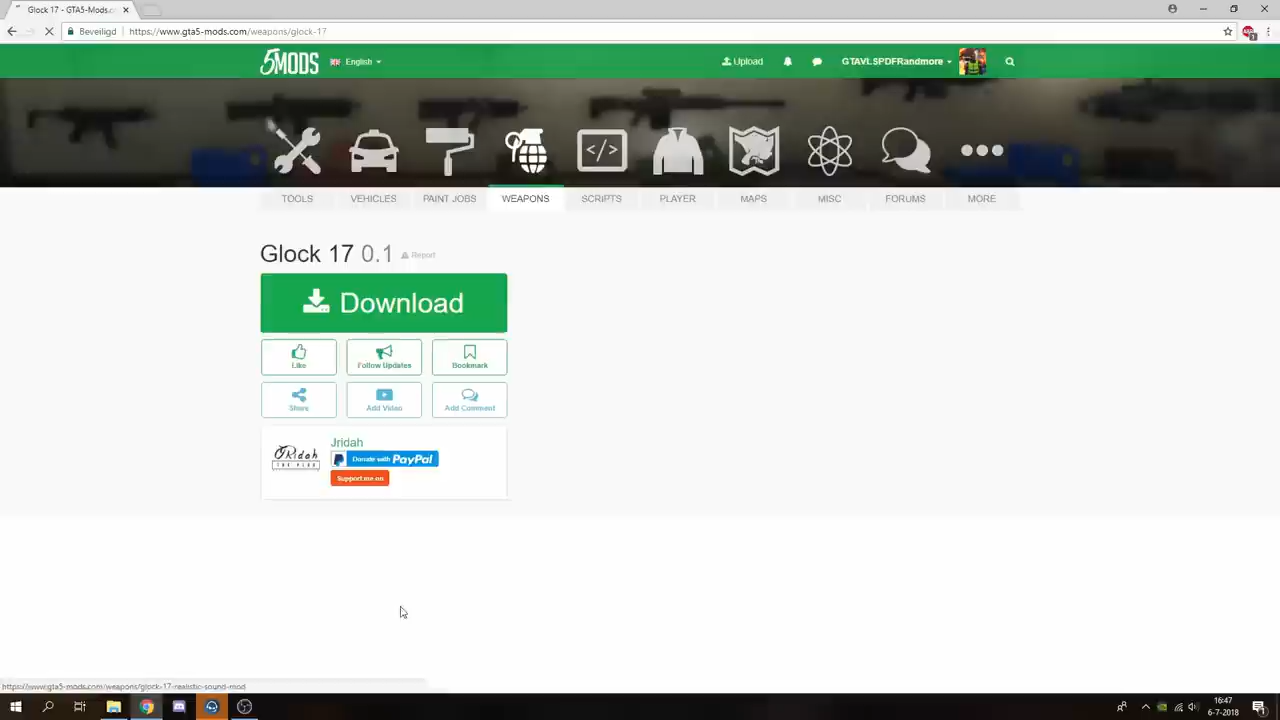 Glock 17 - GTA5-Mods.co
Beveiligd https://www.gta5-mods.com/weapons/glock-17
5MODS English Upload GTAVLSPDFRandmore
TOOLS VEHICLES PAINT JOBS WEAPONS SCRIPTS PLAYER MAPS MISC FORUMS MORE
Glock 17 0.1 Report
Download
Like Follow Updates Bookmark
Share Add Video Add Comment
Jridah
Donate with PayPal
Support me on
https://www.gta5-mods.com/weapons/glock-17-realistic-sound-mod
16:47
6-7-2018